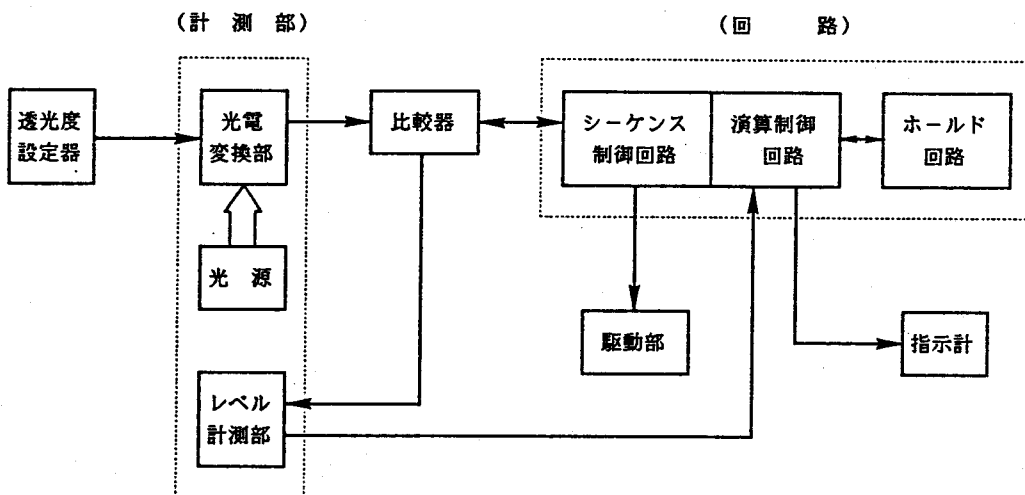 (計 測 部)
(回 路)
透光度
設定器
光電
変換部
比較器
シーケンス
制御回路
演算制御
回路
ホールド
回路
光 源
駆動部
指示計
レベル
計測部